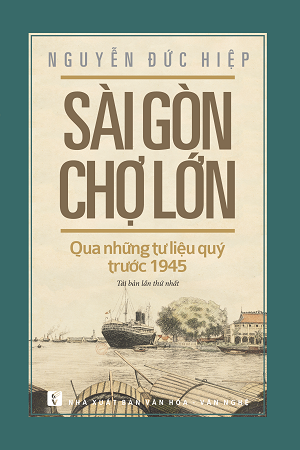 NGUYỄN ĐỨC HIỆP
SÀI GÒN
CHỢ LỚN
Qua những tư liệu quý
trước 1945
Tái bản lần thứ nhất
NHÀ XUẤT BẢN VĂN HÓA - VĂN NGHỆ